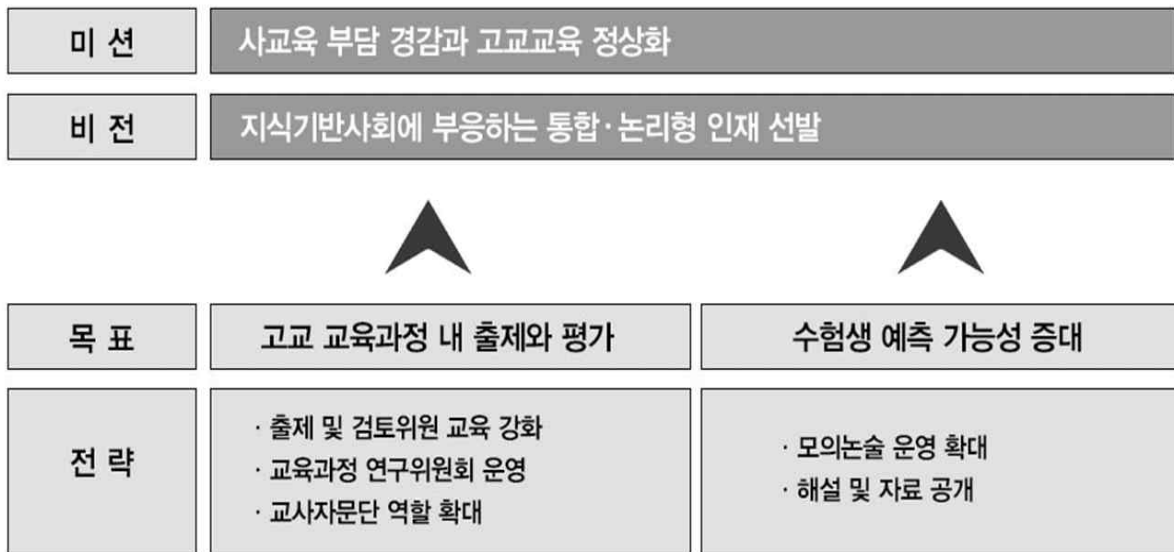 미 션
사교육 부담 경감과 고교교육 정상화
비 전
지식기반사회에 부응하는 통합·논리형 인재 선발
목 표
고교 교육과정 내 출제와 평가
수험생 예측 가능성 증대
전 략
· 출제 및 검토위원 교육 강화
· 교육과정 연구위원회 운영
· 교사자문단 역할 확대
· 모의논술 운영 확대
· 해설 및 자료 공개